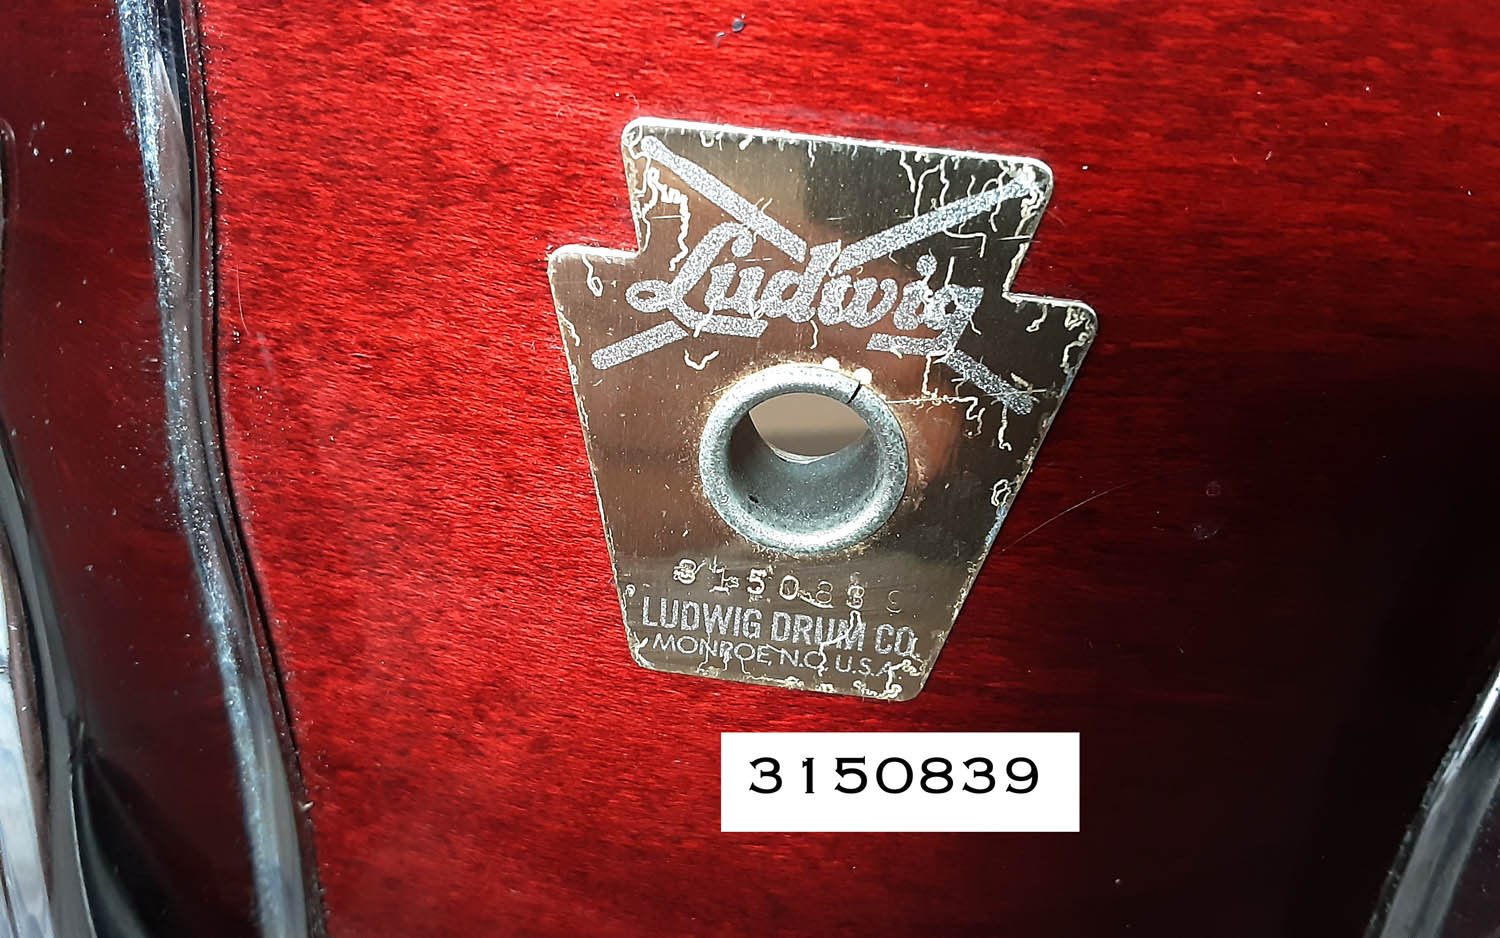 Ludwig
3150839
LUDWIG DRUM CO.
MONROE, N.C. U.S.A.
3150839